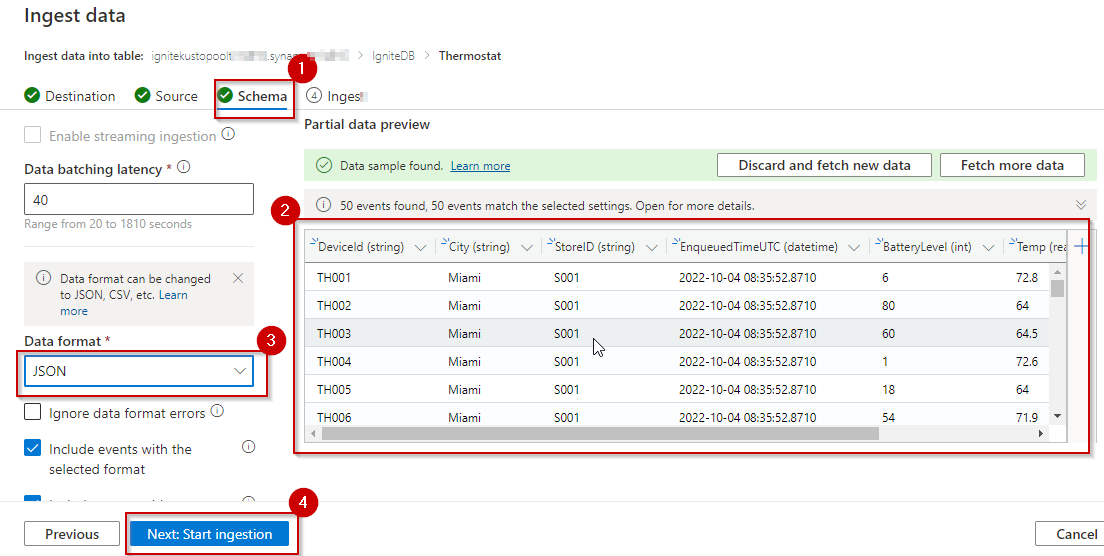 Ingest data
Ingest data into table: ignitekustopoolt .syna > IgniteDB > Thermostat
1
Destination Source Schema 4 Inges
Enable streaming ingestion
Data batching latency *
40
Range from 20 to 1810 seconds
Data format can be changed
to JSON, CSV, etc. Learn
more
Data format *
3
JSON
Ignore data format errors
Include events with the
selected format
Partial data preview
Data sample found. Learn more Discard and fetch new data Fetch more data
50 events found, 50 events match the selected settings. Open for more details.
2
DeviceId (string) City (string) StoreID (string) EnqueuedTimeUTC (datetime) BatteryLevel (int) Temp (rea
TH001 Miami S001 2022-10-04 08:35:52.8710 6 72.8
TH002 Miami S001 2022-10-04 08:35:52.8710 80 64
TH003 Miami S001 2022-10-04 08:35:52.8710 60 64.5
TH004 Miami S001 2022-10-04 08:35:52.8710 1 72.6
TH005 Miami S001 2022-10-04 08:35:52.8710 18 64
TH006 Miami S001 2022-10-04 08:35:52.8710 54 71.9
4
Previous Next: Start ingestion Cancel